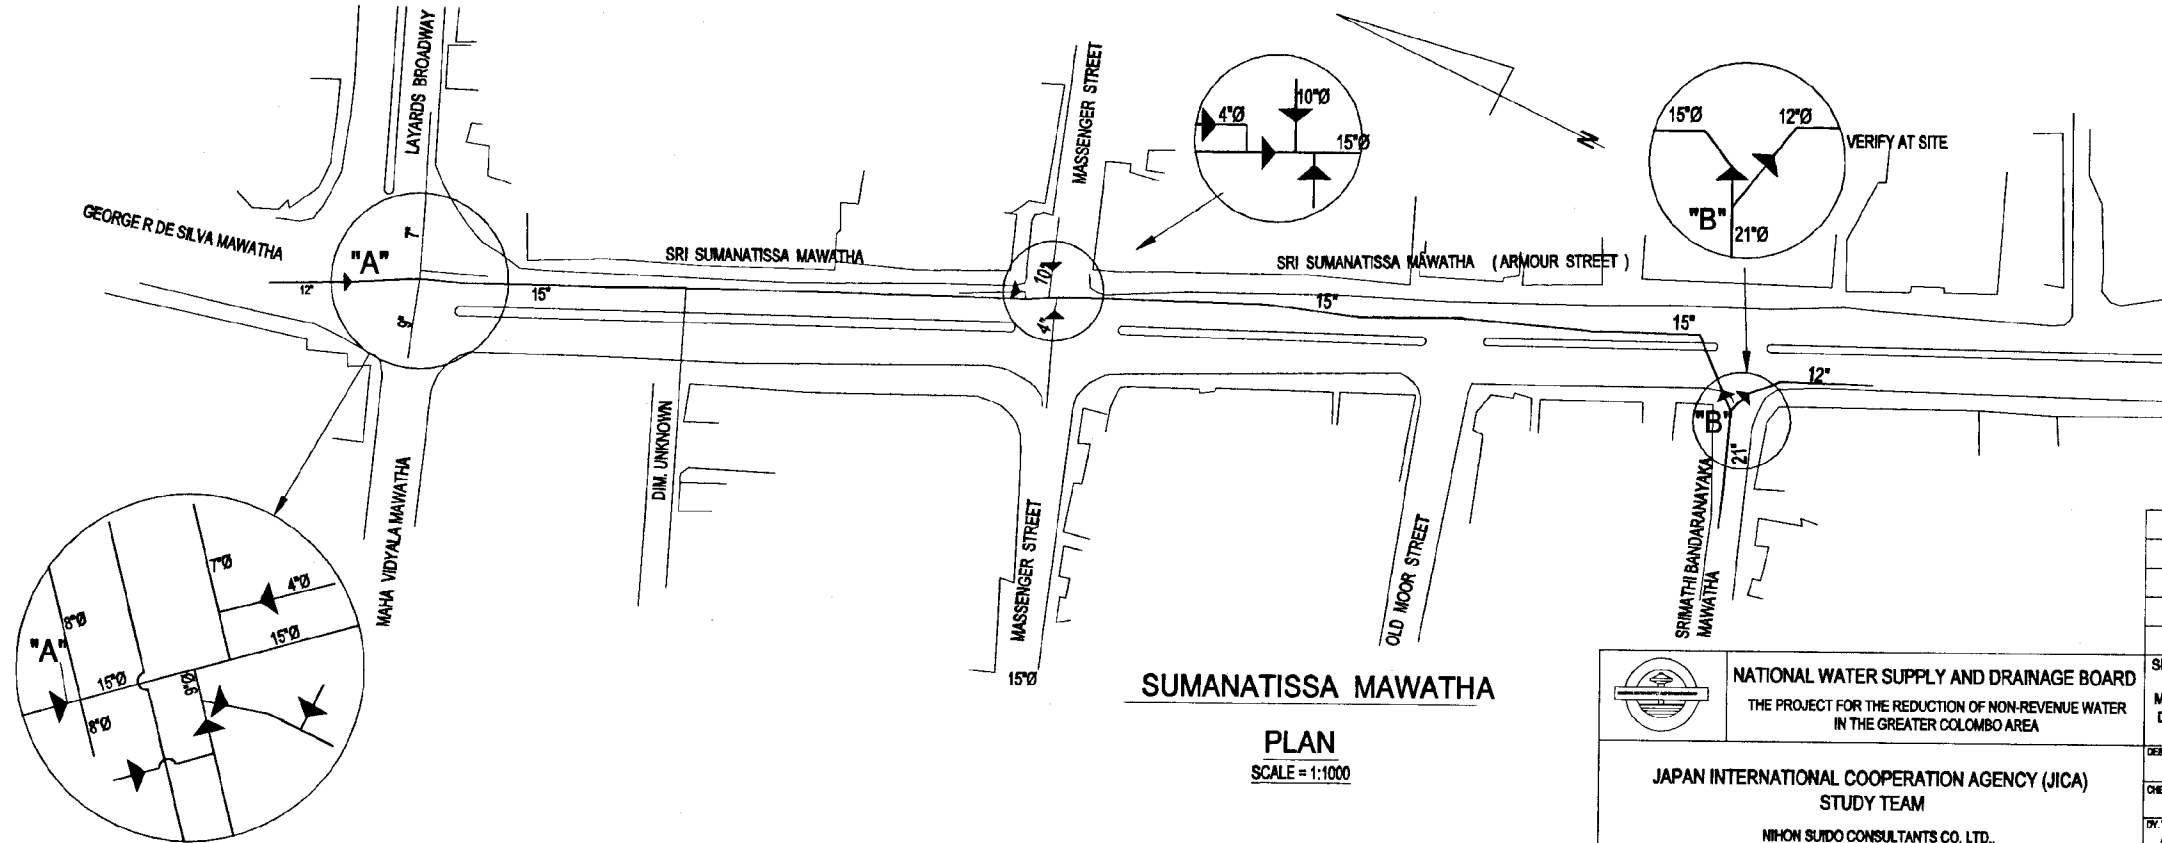 LAYARDS BROADWAY
GEORGE R DE SILVA MAWATHA
"A"
7"
9"
12"
15"
SRI SUMANATISSA MAWATHA
MASSENGER STREET
10"
4"
4"Ø
10"Ø
15"Ø
N
SRI SUMANATISSA MAWATHA (ARMOUR STREET)
15"
15"
15"Ø
12"Ø
"B"
21"Ø
VERIFY AT SITE
12"
"B"
21"
MAHA VIDYALA MAWATHA
DIM. UNKNOWN
MASSENGER STREET
15"Ø
OLD MOOR STREET
SRIMATHI BANDARANAYAKA
MAWATHA
7"Ø
4"Ø
8"Ø
15"Ø
"A"
15"Ø
9"Ø
8"Ø
SUMANATISSA MAWATHA
PLAN
SCALE = 1:1000
NATIONAL WATER SUPPLY AND DRAINAGE BOARD
THE PROJECT FOR THE REDUCTION OF NON-REVENUE WATER
IN THE GREATER COLOMBO AREA
JAPAN INTERNATIONAL COOPERATION AGENCY (JICA)
STUDY TEAM
NIHON SUIDO CONSULTANTS CO. LTD.,